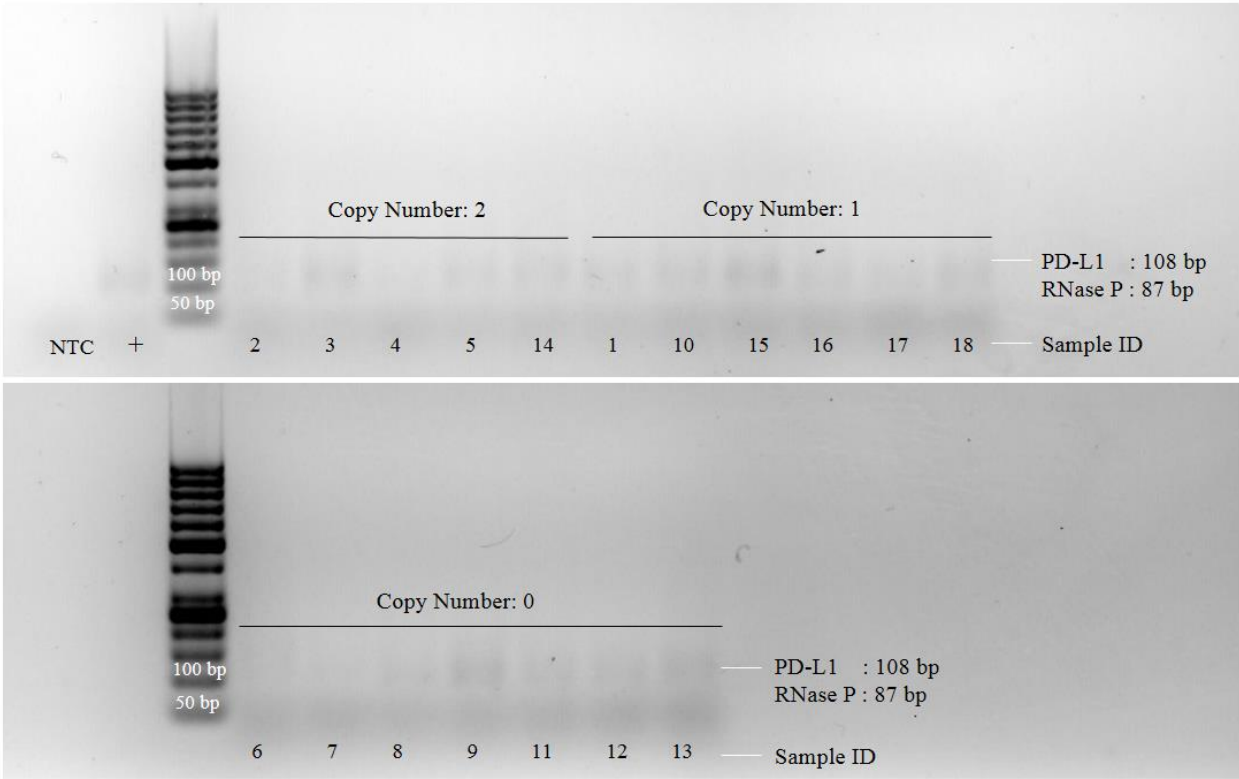 Copy Number: 2
Copy Number: 1
100 bp
50 bp
PD-L1 : 108 bp
RNase P : 87 bp
NTC + 2 3 4 5 14 1 10 15 16 17 18 Sample ID
Copy Number: 0
100 bp
50 bp
PD-L1 : 108 bp
RNase P : 87 bp
6 7 8 9 11 12 13 Sample ID